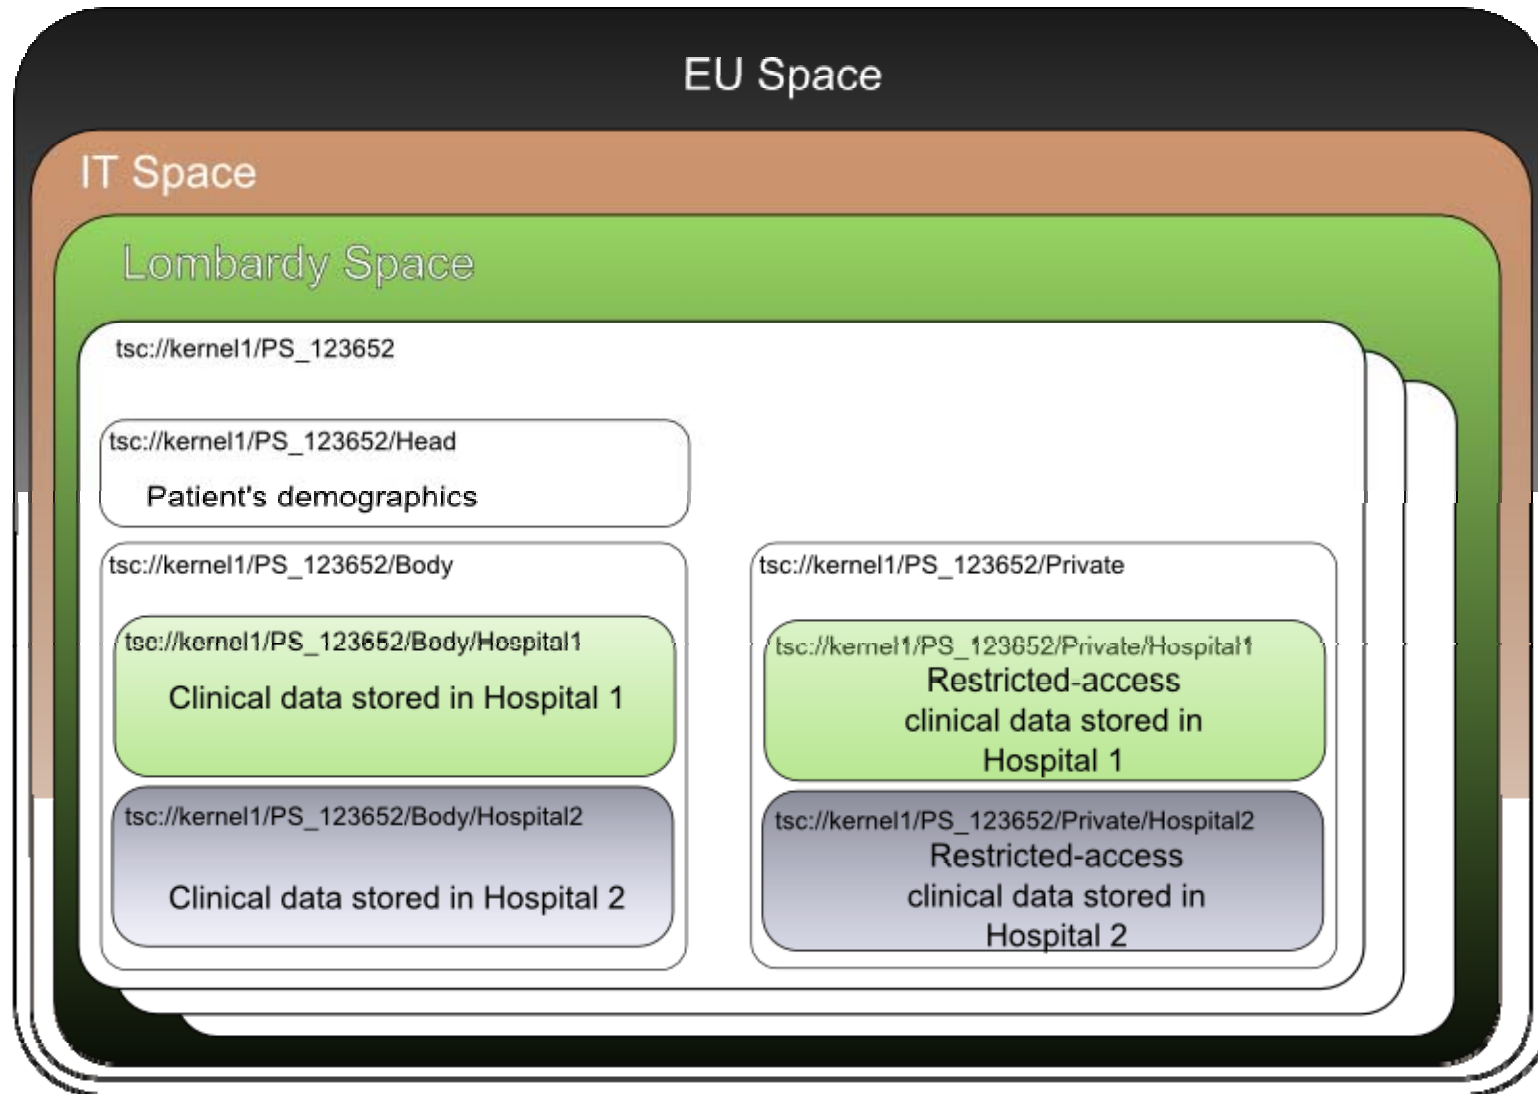 EU Space
IT Space
Lombardy Space
tsc://kernel1/PS_123652
tsc://kernel1/PS_123652/Head
Patient's demographics
tsc://kernel1/PS_123652/Body
tsc://kernel1/PS_123652/Body/Hospital1
Clinical data stored in Hospital 1
tsc://kernel1/PS_123652/Body/Hospital2
Clinical data stored in Hospital 2
tsc://kernel1/PS_123652/Private
tsc://kernel1/PS_123652/Private/Hospital1
Restricted-access
clinical data stored in
Hospital 1
tsc://kernel1/PS_123652/Private/Hospital2
Restricted-access
clinical data stored in
Hospital 2